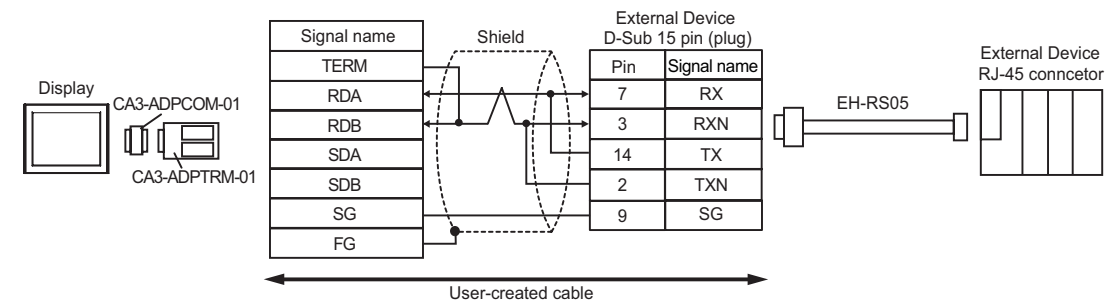 Display
CA3-ADPCOM-01
CA3-ADPTRM-01
Signal name
TERM
RDA
RDB
SDA
SDB
SG
FG
Shield
External Device
D-Sub 15 pin (plug)
Pin Signal name
7 RX
3 RXN
14 TX
2 TXN
9 SG
EH-RS05
External Device
RJ-45 conncetor
User-created cable